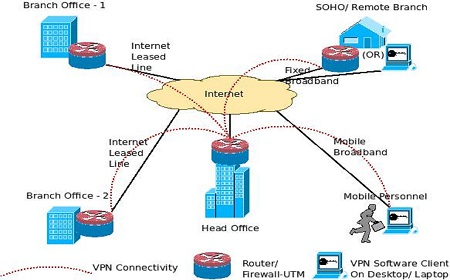 Branch Office - 1
SOHO/ Remote Branch
Internet
Leased
Line
(OR)
Fixed
Broadband
Internet
Internet
Leased
Line
Mobile
Broadband
Branch Office - 2
Mobile Personnel
Head Office
VPN Connectivity
Router/
Firewall-UTM
VPN Software Client
On Desktop/ Laptop